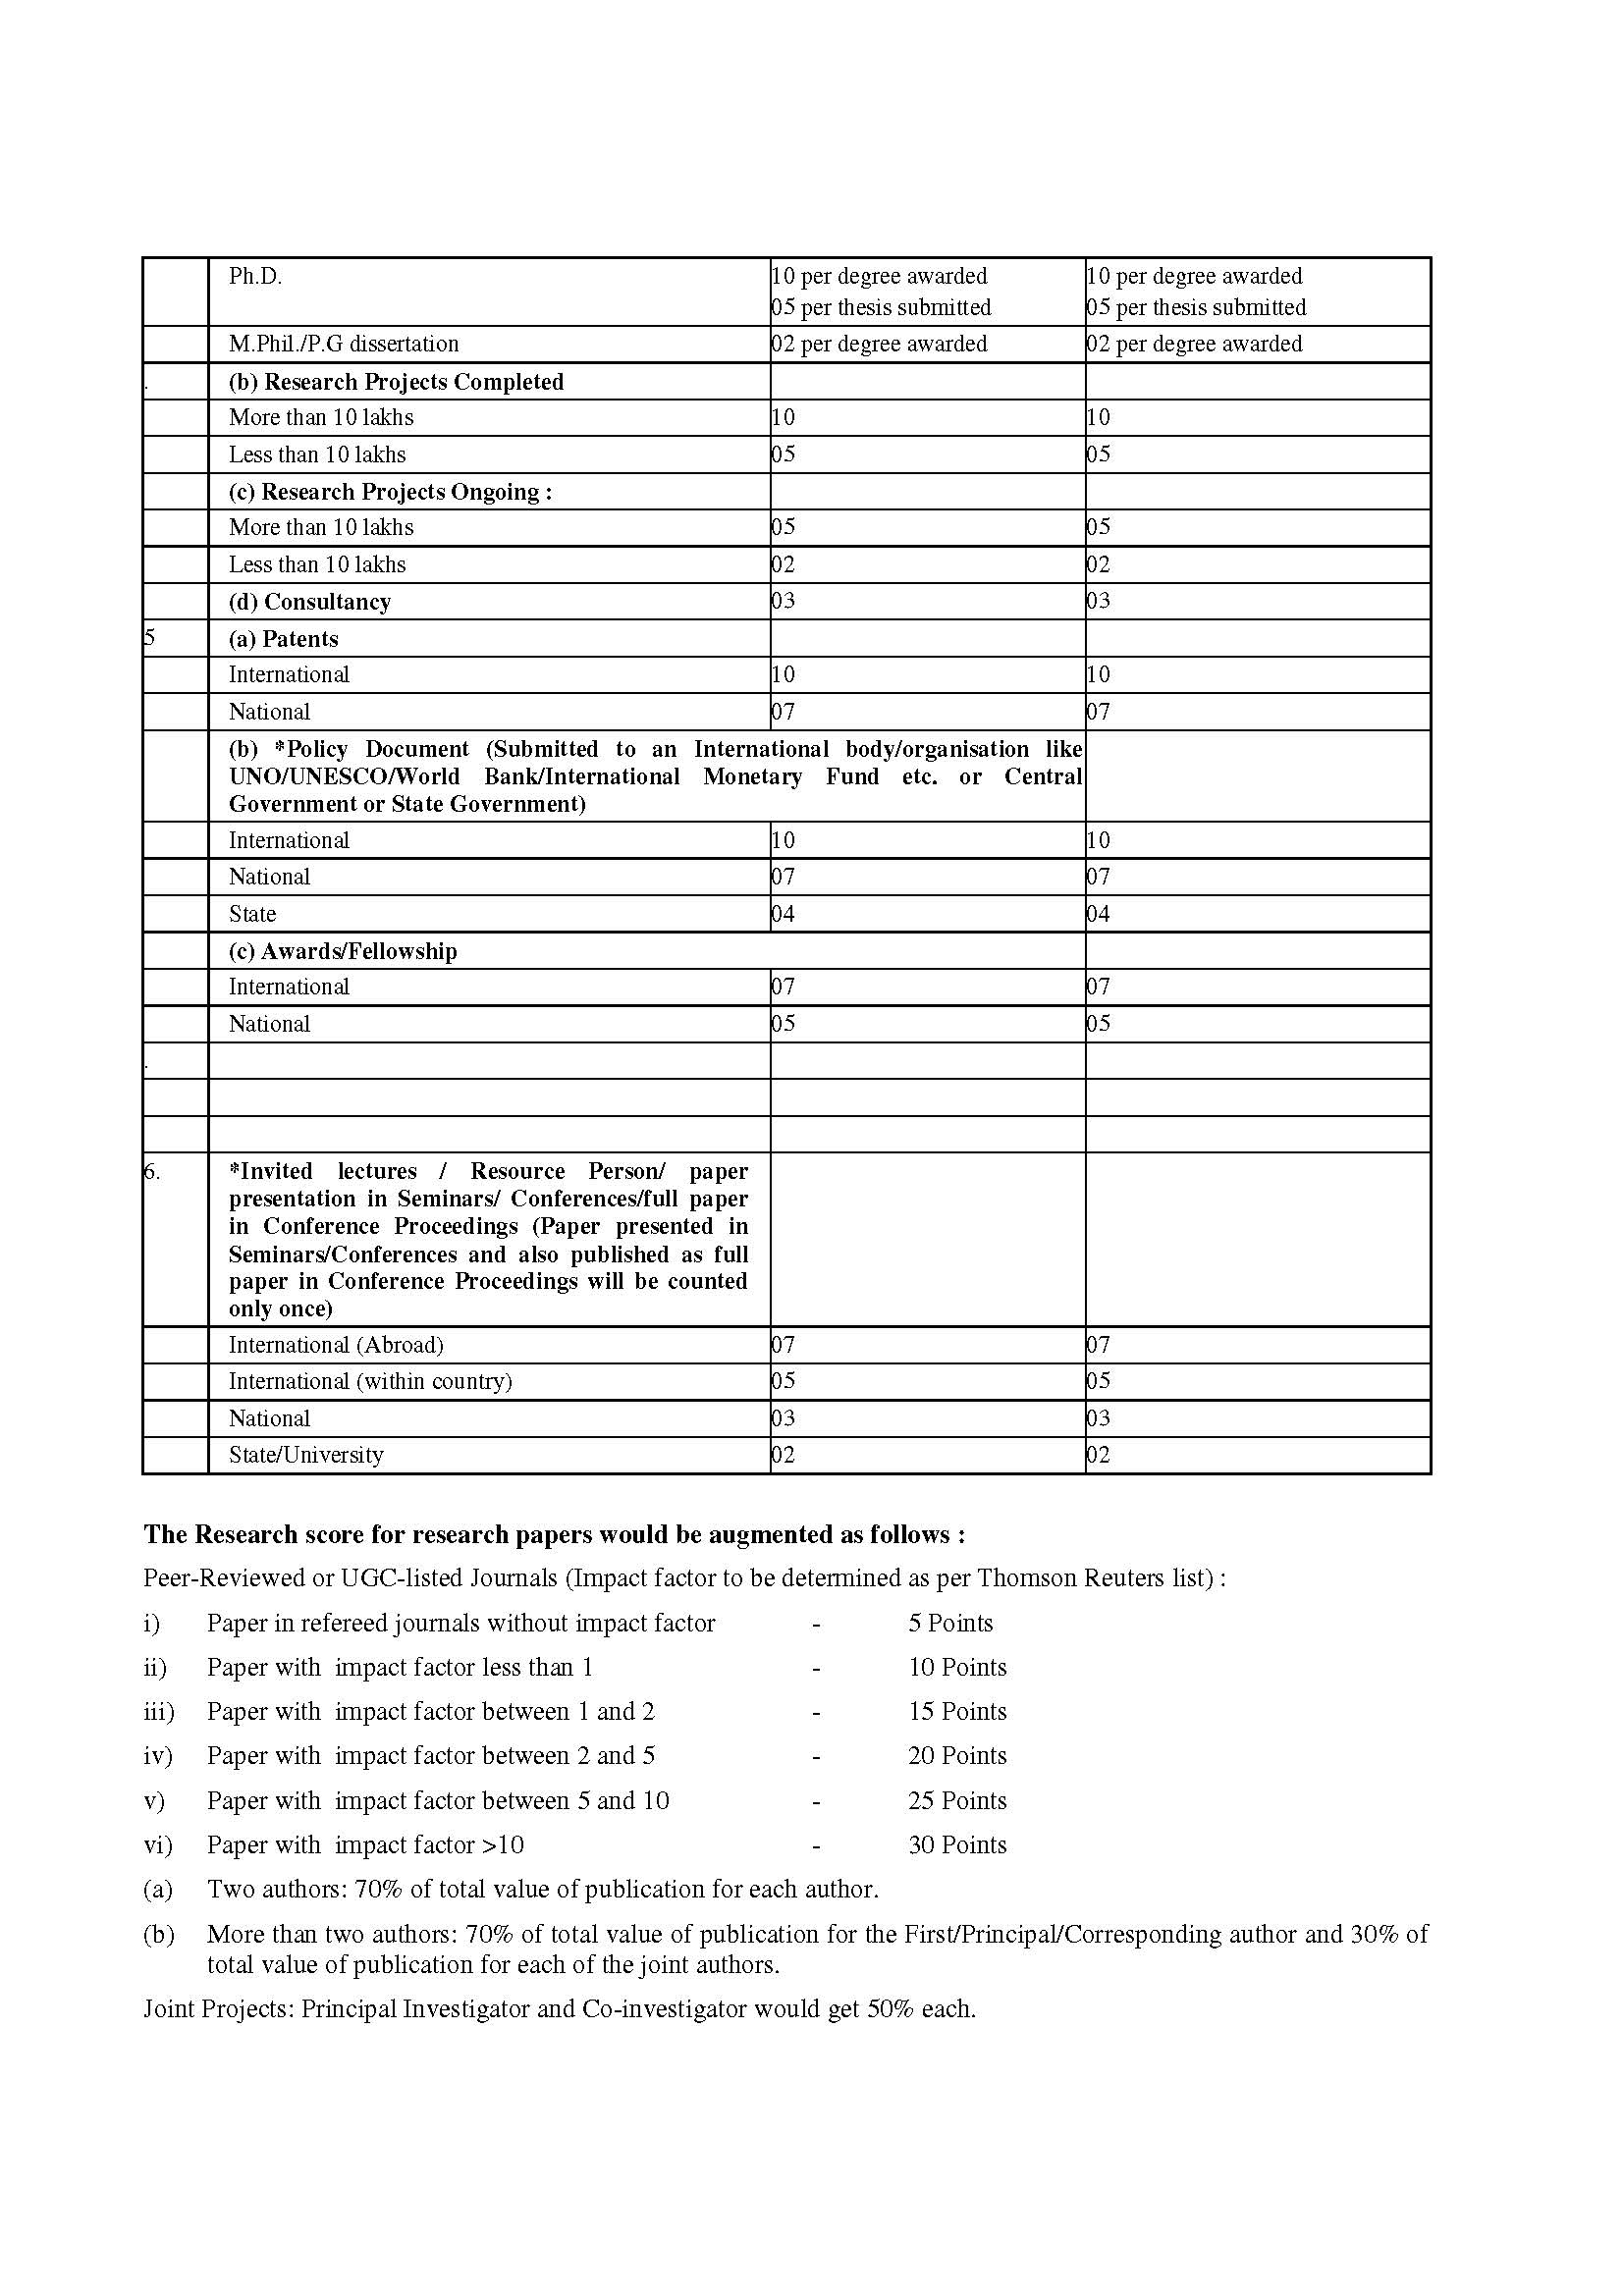 Ph.D. 10 per degree awarded 10 per degree awarded
05 per thesis submitted 05 per thesis submitted
M.Phil./P.G dissertation 02 per degree awarded 02 per degree awarded
. (b) Research Projects Completed
More than 10 lakhs 10 10
Less than 10 lakhs 05 05
(c) Research Projects Ongoing :
More than 10 lakhs 05 05
Less than 10 lakhs 02 02
(d) Consultancy 03 03
5 (a) Patents
International 10 10
National 07 07
(b) *Policy Document (Submitted to an International body/organisation like
UNO/UNESCO/World Bank/International Monetary Fund etc. or Central
Government or State Government)
International 10 10
National 07 07
State 04 04
(c) Awards/Fellowship
International 07 07
National 05 05
.
6. *Invited lectures / Resource Person/ paper
presentation in Seminars/ Conferences/full paper
in Conference Proceedings (Paper presented in
Seminars/Conferences and also published as full
paper in Conference Proceedings will be counted
only once)
International (Abroad) 07 07
International (within country) 05 05
National 03 03
State/University 02 02
The Research score for research papers would be augmented as follows :
Peer-Reviewed or UGC-listed Journals (Impact factor to be determined as per Thomson Reuters list) :
i) Paper in refereed journals without impact factor - 5 Points
ii) Paper with impact factor less than 1 - 10 Points
iii) Paper with impact factor between 1 and 2 - 15 Points
iv) Paper with impact factor between 2 and 5 - 20 Points
v) Paper with impact factor between 5 and 10 - 25 Points
vi) Paper with impact factor >10 - 30 Points
(a) Two authors: 70% of total value of publication for each author.
(b) More than two authors: 70% of total value of publication for the First/Principal/Corresponding author and 30% of
total value of publication for each of the joint authors.
Joint Projects: Principal Investigator and Co-investigator would get 50% each.